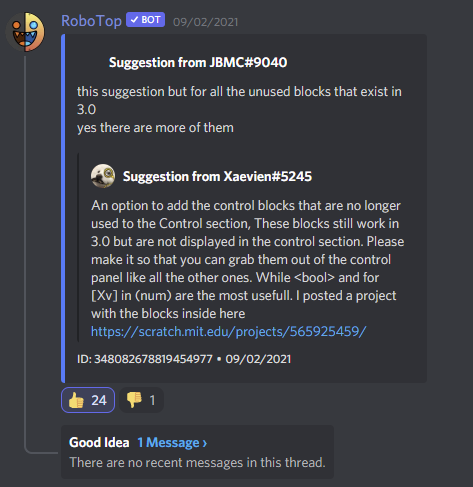 RoboTop ✓ BOT 09/02/2021
Suggestion from JBMC#9040
this suggestion but for all the unused blocks that exist in
3.0
yes there are more of them
Suggestion from Xaevien#5245
An option to add the control blocks that are no longer
used to the Control section, These blocks still work in
3.0 but are not displayed in the control section. Please
make it so that you can grab them out of the control
panel like all the other ones. While <bool> and for
[Xv] in (num) are the most usefull. I posted a project
with the blocks inside here
https://scratch.mit.edu/projects/565925459/
ID: 348082678819454977 • 09/02/2021
👍 24 👎 1
Good Idea 1 Message ›
There are no recent messages in this thread.